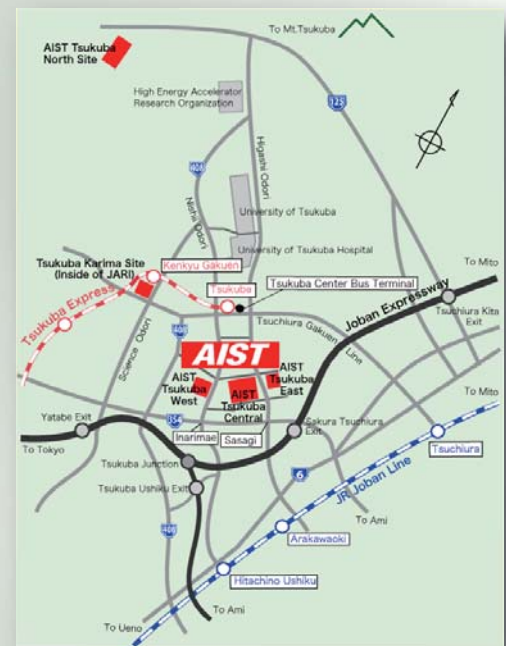 To Mt.Tsukuba
AIST Tsukuba
North Site
High Energy Accelerator
Research Organization
125
408
Higashi Odori
Nishi Odori
University of Tsukuba
University of Tsukuba Hospital
Tsukuba Karima Site
(Inside of JARI)
Kenkyu Gakuen
Tsukuba
Tsukuba Center Bus Terminal
To Mito
Tsukuba Express
Joban Expressway
Tsuchiura Kita
Exit
Tsuchiura Gakuen Line
Science Odori
408
AIST
AIST
Tsukuba
West
AIST
Tsukuba
Central
AIST
Tsukuba
East
To Mito
Yatabe Exit
354
Inarimae
Sasagi
Sakura Tsuchiura
Exit
Tsuchiura
To Tokyo
Tsukuba Junction
6
JR Joban Line
Tsukuba Ushiku Exit
To Ami
408
Arakawaoki
Hitachino Ushiku
To Ami
To Ueno